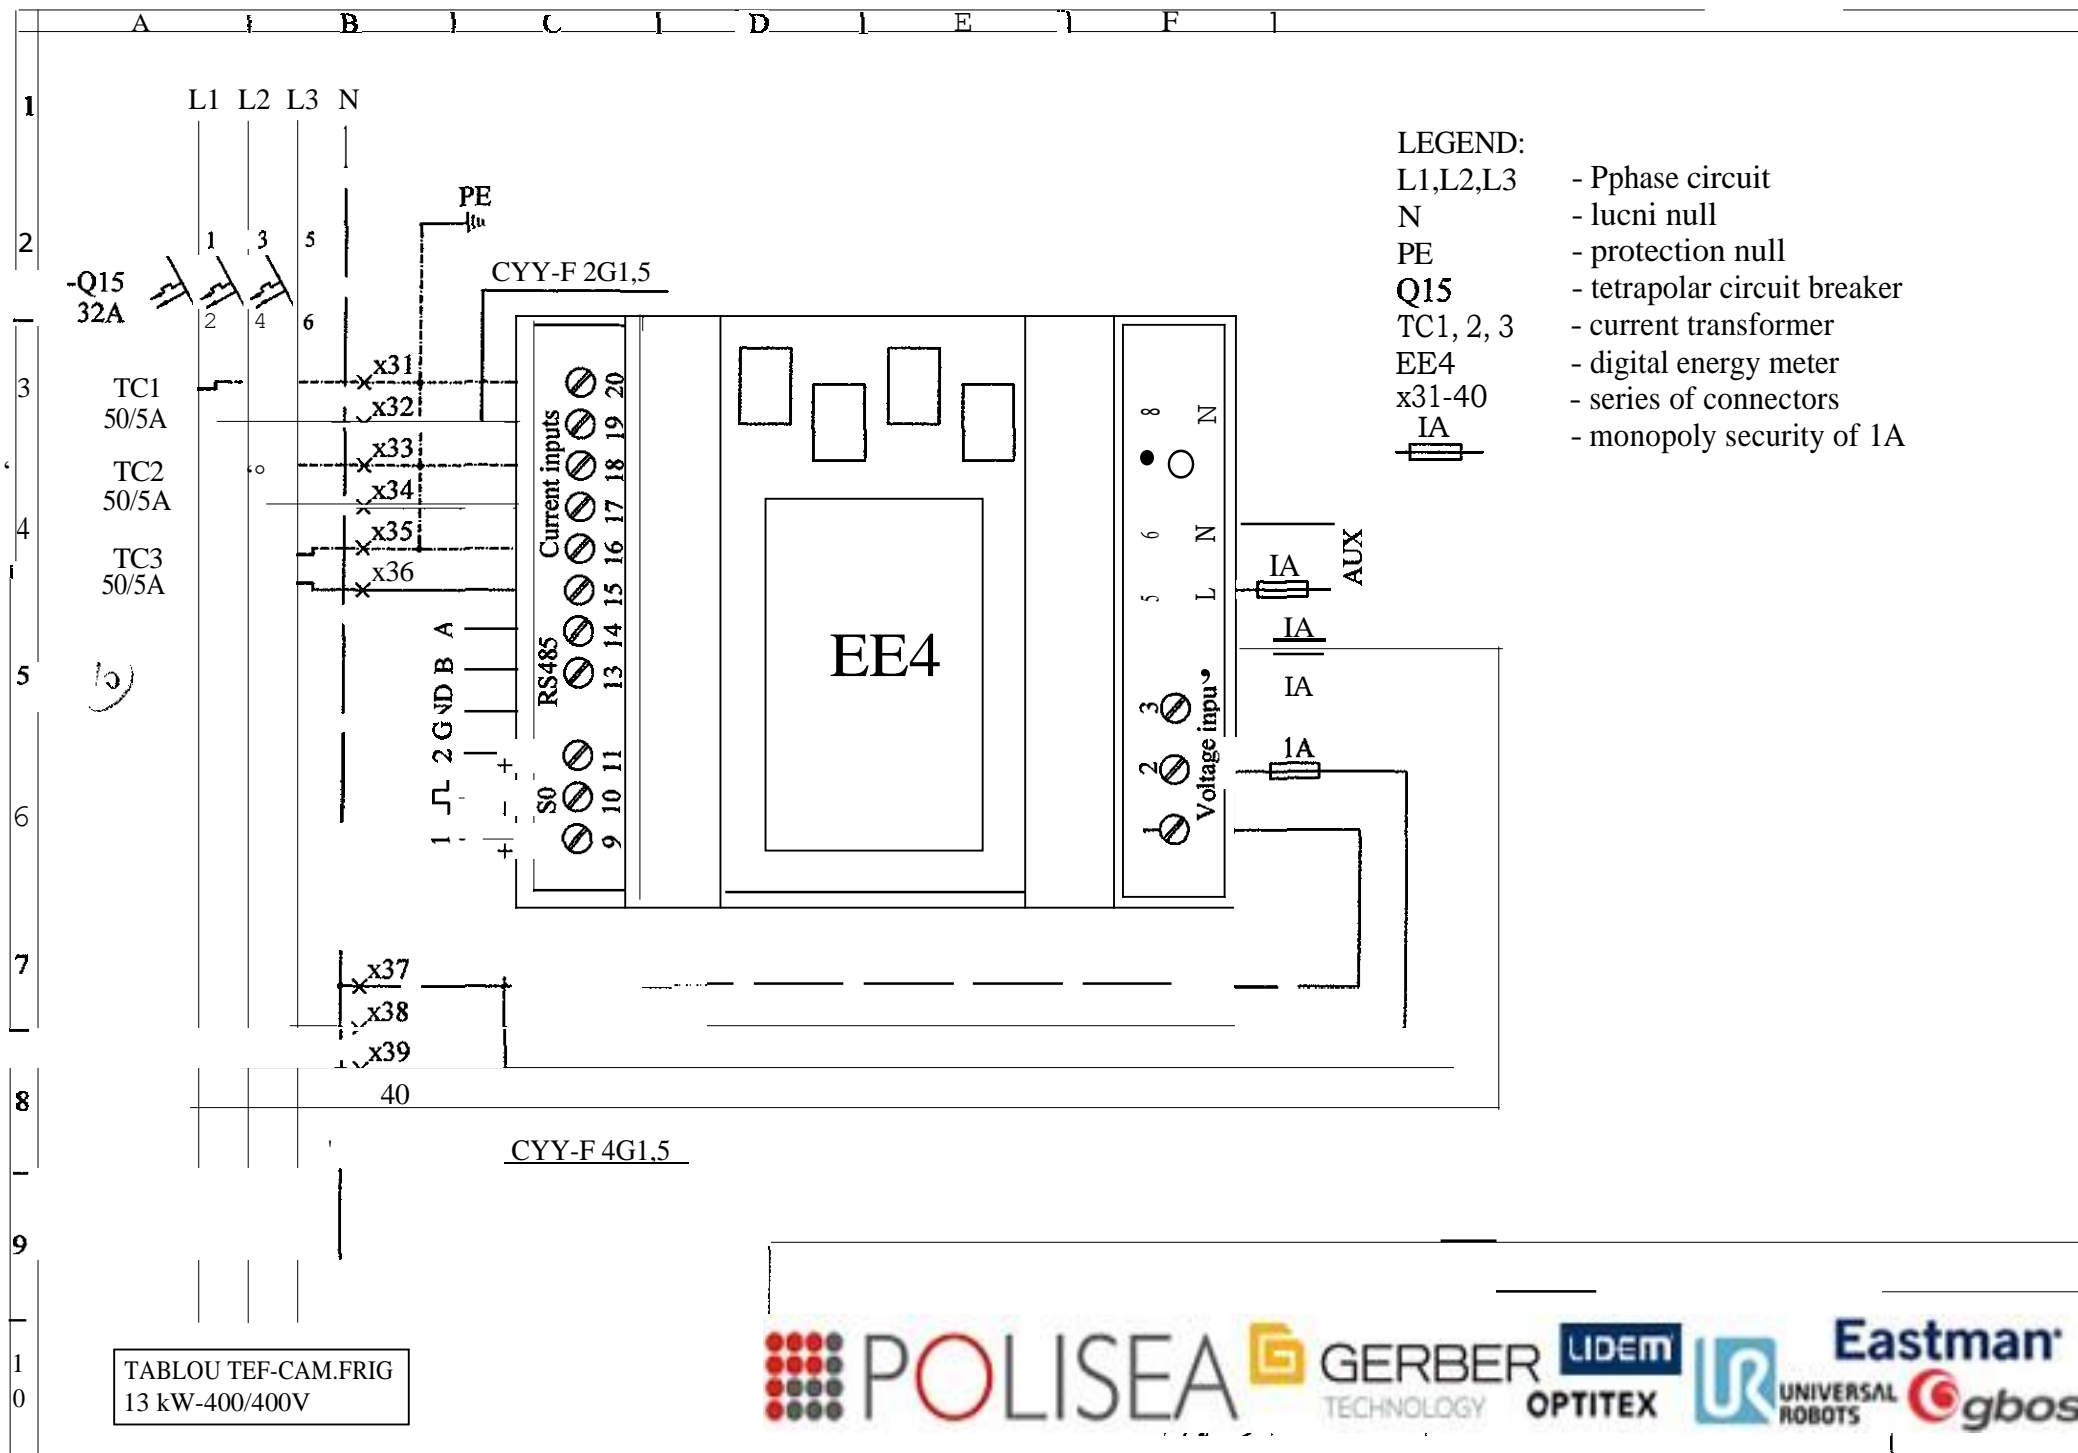 A B C D E F
1
L1 L2 L3 N
LEGEND:
L1,L2,L3 - Pphase circuit
N - lucni null
PE - protection null
Q15 - tetrapolar circuit breaker
TC1, 2, 3 - current transformer
EE4 - digital energy meter
x31-40 - series of connectors
IA - monopoly security of 1A
PE
2
1 3 5
-Q15
32A
2 4 6
CYY-F 2G1,5
3
TC1
50/5A
TC2
50/5A
4
TC3
50/5A
x31
x32
x33
x34
x35
x36
Current inputs
20
19
18
17
16
15
14
13
11
10
9
RS485
S0
A
B
GND
2
1
+
-
+
EE4
8 N
6 N
5 L
3
2
1
Voltage inpu’
AUX
IA
IA
IA
1A
5
6
7
x37
x38
x39
40
8
CYY-F 4G1,5
9
1
0
TABLOU TEF-CAM.FRIG
13 kW-400/400V
POLISEA
GERBER
TECHNOLOGY
LIDEM
OPTITEX
UR
UNIVERSAL
ROBOTS
Eastman
gbos